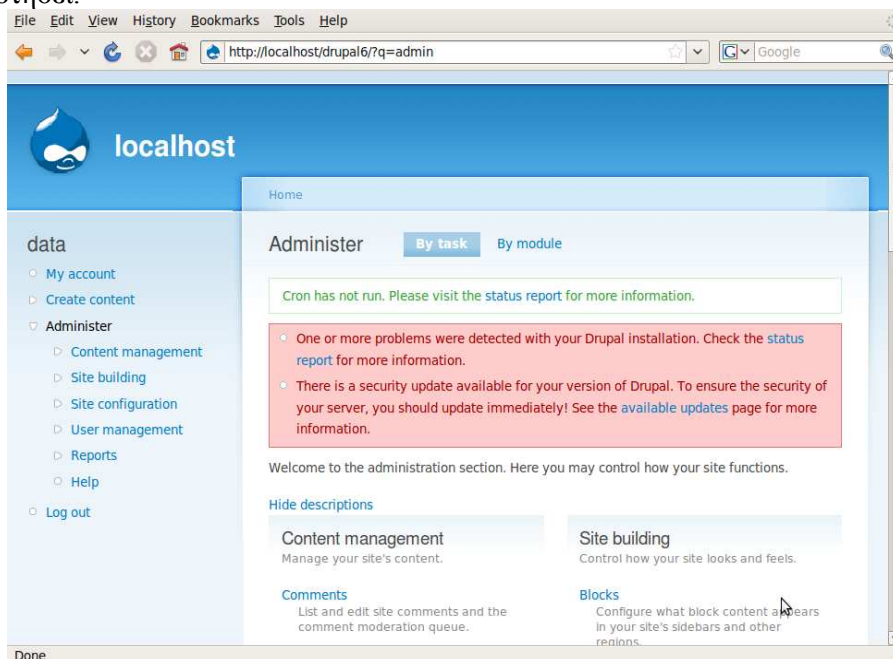 File Edit View History Bookmarks Tools Help
http://localhost/drupal6/?q=admin
Google
localhost
Home
data
My account
Create content
Administer
Content management
Site building
Site configuration
User management
Reports
Help
Log out
Administer By task By module
Cron has not run. Please visit the status report for more information.
One or more problems were detected with your Drupal installation. Check the status
report for more information.
There is a security update available for your version of Drupal. To ensure the security of
your server, you should update immediately! See the available updates page for more
information.
Welcome to the administration section. Here you may control how your site functions.
Hide descriptions
Content management
Manage your site's content.
Comments
List and edit site comments and the
comment moderation queue.
Site building
Control how your site looks and feels.
Blocks
Configure what block content appears
in your site's sidebars and other
regions.
Done